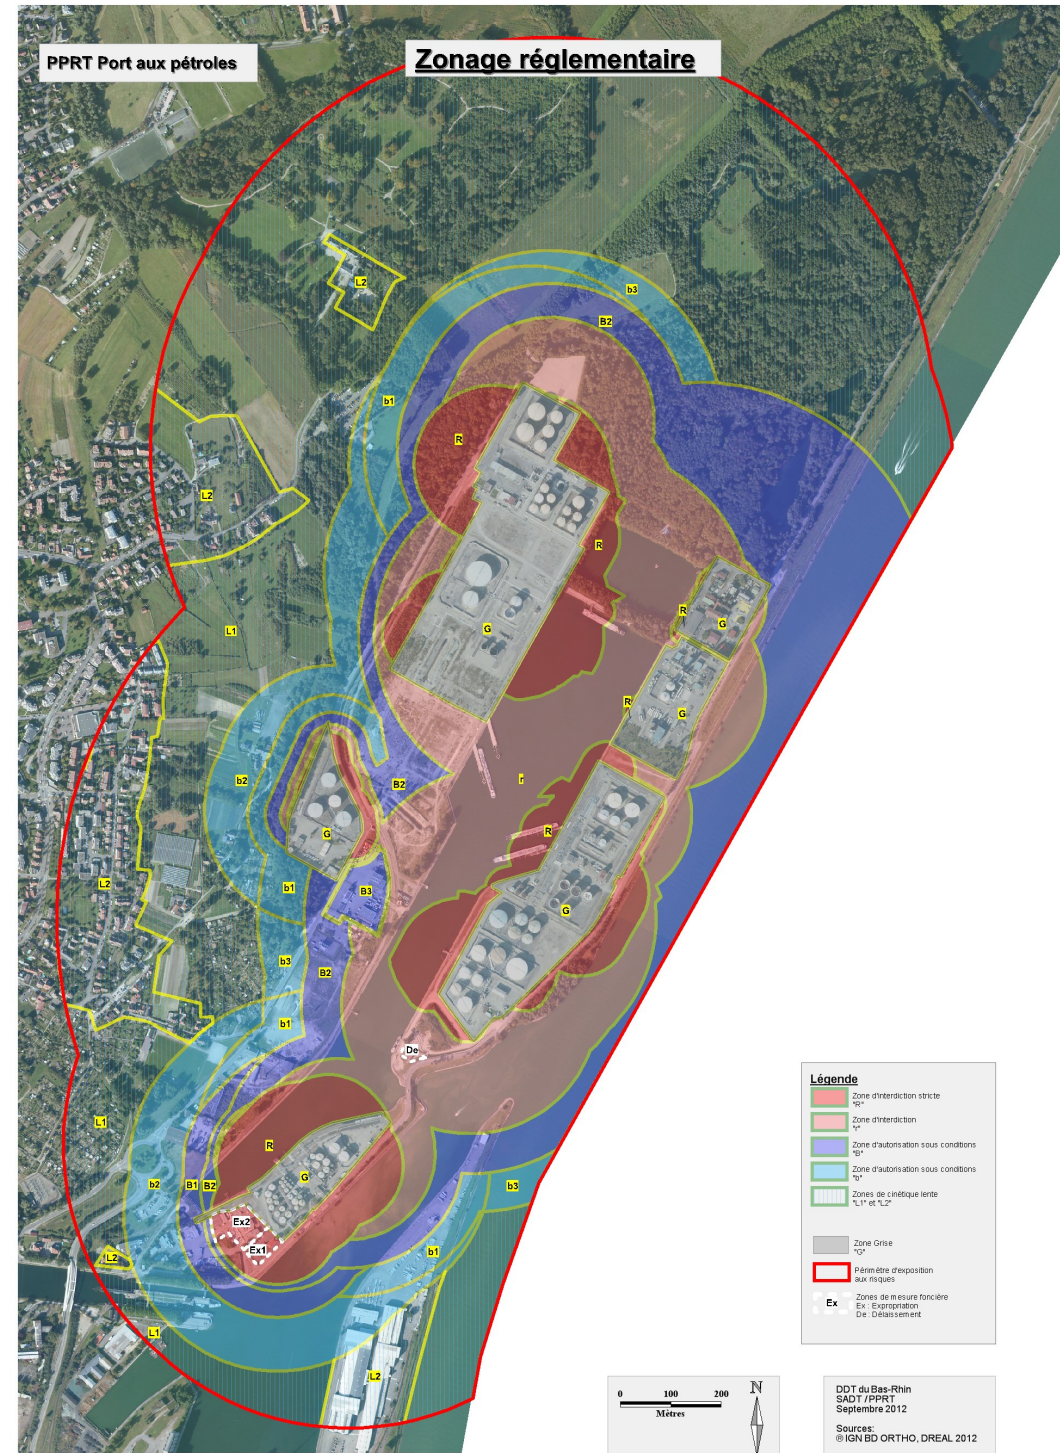 PPRT Port aux pétroles
Zonage réglementaire
L2
b3
B2
b1
R
L2
R
R
G
G
L1
R
G
b2
B2
r
G
R
B3
L2
b1
G
b3
B2
b1
De
L1
R
G
b2
B1
B2
b3
Ex2
Ex1
b1
L2
L1
L2
Légende
Zone d'interdiction stricte
"R"
Zone d'interdiction
"r"
Zone d'autorisation sous conditions
"B"
Zone d'autorisation sous conditions
"b"
Zones de cinétique lente
"L1" et "L2"
Zone Grise
"G"
Périmètre d'exposition
aux risques
Ex
Zones de mesure foncière
Ex : Expropriation
De : Délaissement
0 100 200
Mètres
N
DDT du Bas-Rhin
SADT / PPRT
Septembre 2012
Sources:
® IGN BD ORTHO, DREAL 2012